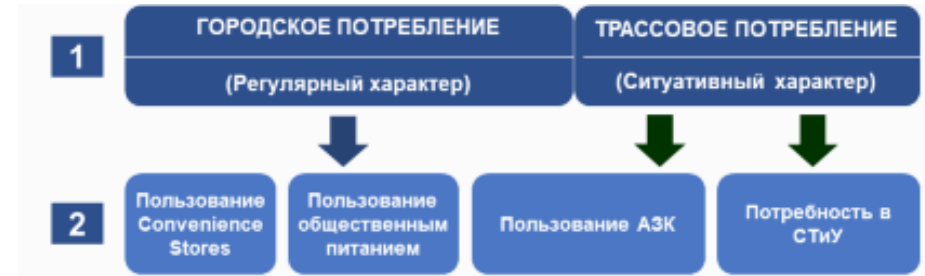 1
ГОРОДСКОЕ ПОТРЕБЛЕНИЕ
(Регулярный характер)
ТРАССОВОЕ ПОТРЕБЛЕНИЕ
(Ситуативный характер)
2
Пользование
Convenience
Stores
Пользование
общественным
питанием
Пользование АЗК
Потребность в
СТиУ